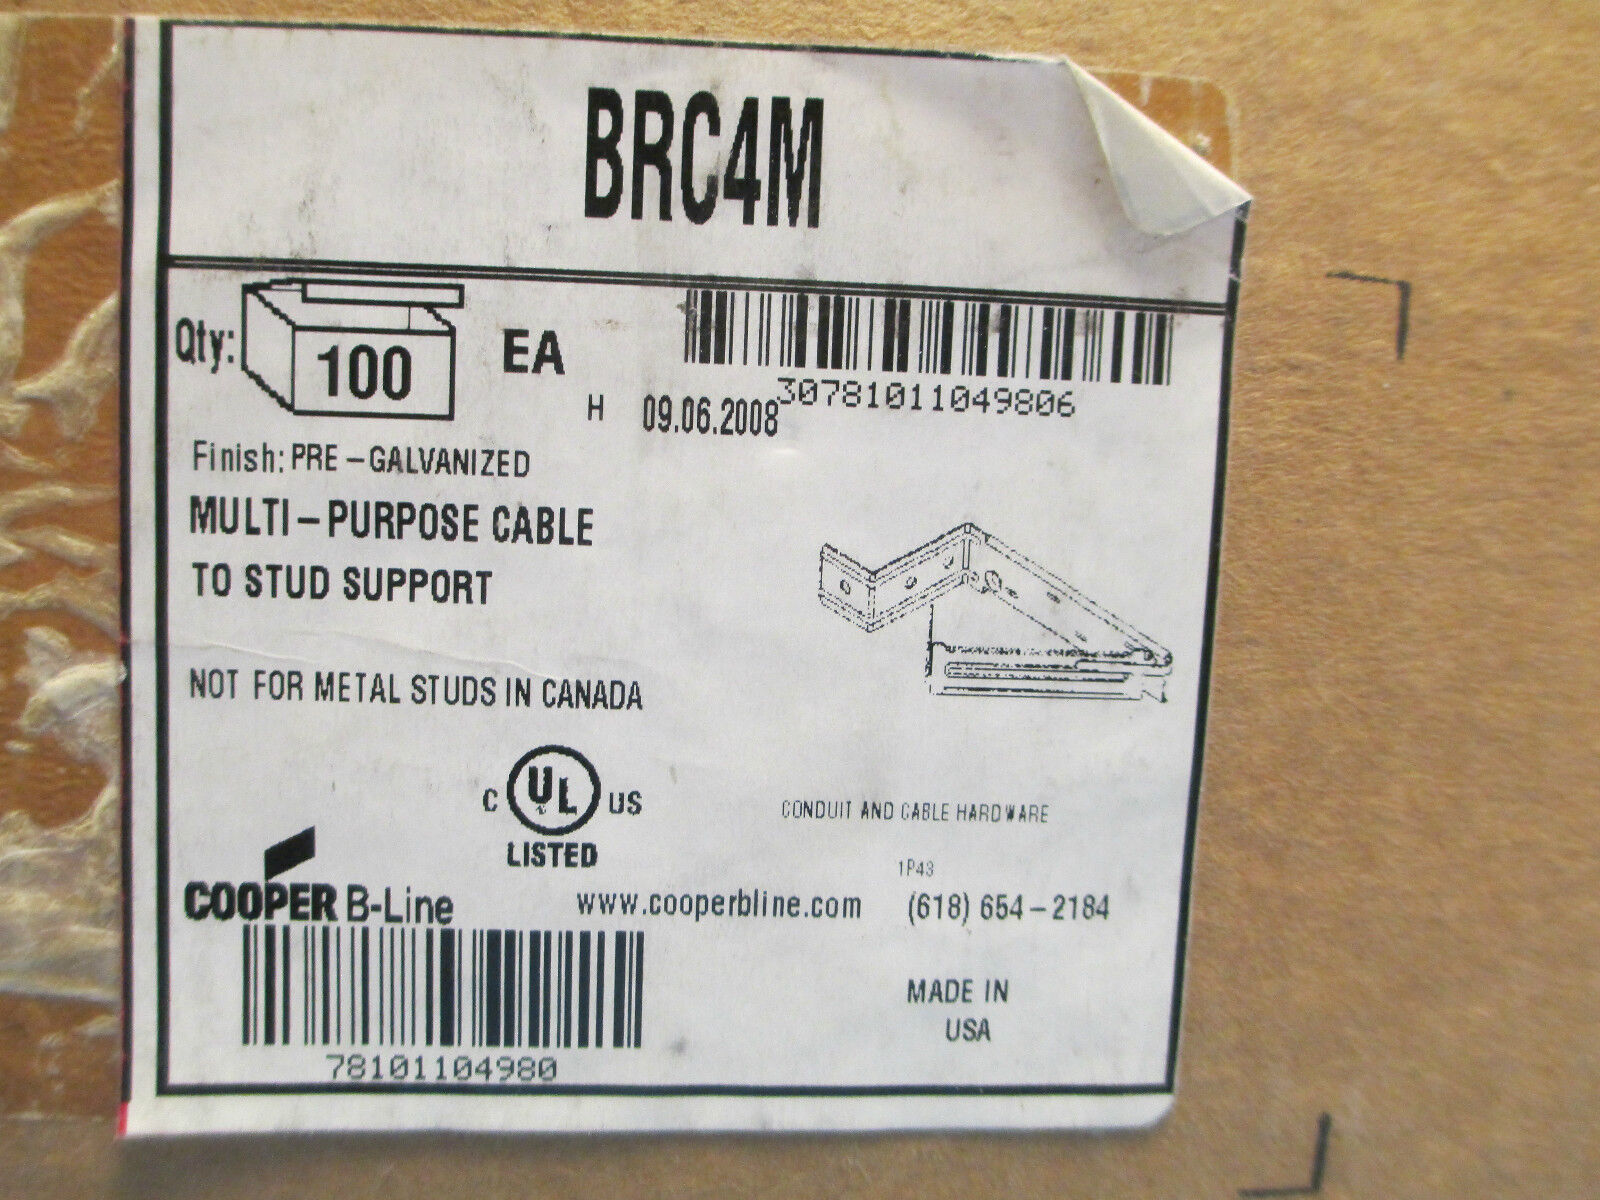 BRC4M
Qty: 100 EA
30781011049806
H 09.06.2008
Finish: PRE-GALVANIZED
MULTI-PURPOSE CABLE
TO STUD SUPPORT
NOT FOR METAL STUDS IN CANADA
C UL US
LISTED
CONDUIT AND CABLE HARDWARE
1P43
COOPER B-Line
www.cooperbline.com (618) 654-2184
78101104980
MADE IN
USA